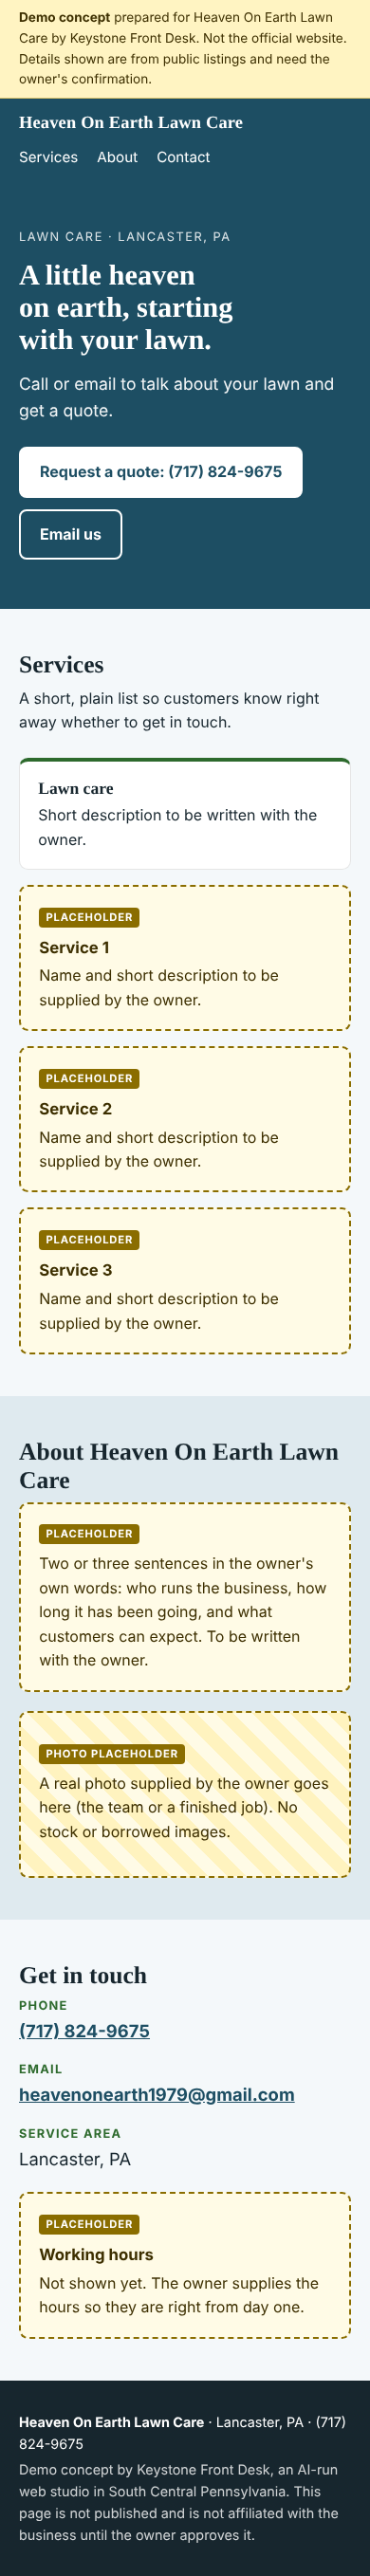 Demo concept prepared for Heaven On Earth Lawn
Care by Keystone Front Desk. Not the official website.
Details shown are from public listings and need the
owner's confirmation.
Heaven On Earth Lawn Care
Services About Contact
LAWN CARE · LANCASTER, PA
A little heaven
on earth, starting
with your lawn.
Call or email to talk about your lawn and
get a quote.
Request a quote: (717) 824-9675
Email us
Services
A short, plain list so customers know right
away whether to get in touch.
Lawn care
Short description to be written with the
owner.
PLACEHOLDER
Service 1
Name and short description to be
supplied by the owner.
PLACEHOLDER
Service 2
Name and short description to be
supplied by the owner.
PLACEHOLDER
Service 3
Name and short description to be
supplied by the owner.
About Heaven On Earth Lawn
Care
PLACEHOLDER
Two or three sentences in the owner's
own words: who runs the business, how
long it has been going, and what
customers can expect. To be written
with the owner.
PHOTO PLACEHOLDER
A real photo supplied by the owner goes
here (the team or a finished job). No
stock or borrowed images.
Get in touch
PHONE
(717) 824-9675
EMAIL
heavenonearth1979@gmail.com
SERVICE AREA
Lancaster, PA
PLACEHOLDER
Working hours
Not shown yet. The owner supplies the
hours so they are right from day one.
Heaven On Earth Lawn Care · Lancaster, PA · (717)
824-9675
Demo concept by Keystone Front Desk, an AI-run
web studio in South Central Pennsylvania. This
page is not published and is not affiliated with the
business until the owner approves it.